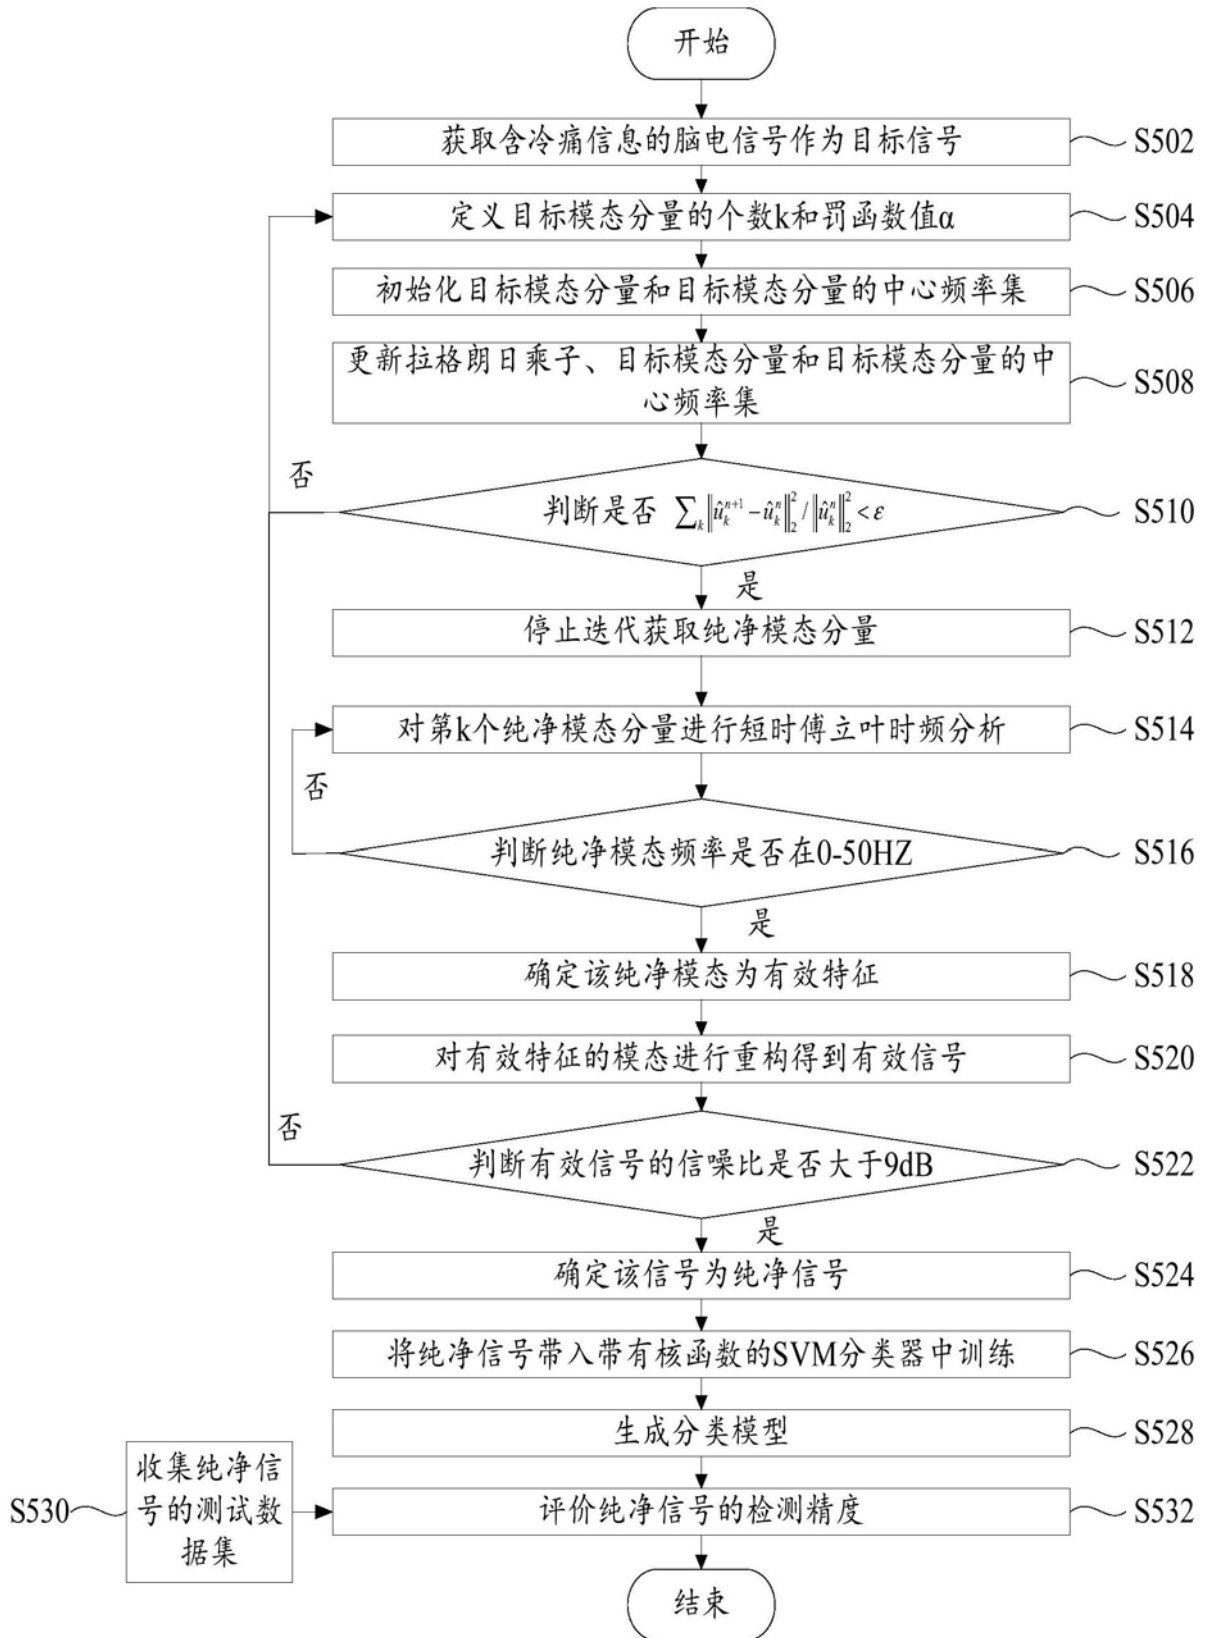 开始
获取含冷痛信息的脑电信号作为目标信号
S502
定义目标模态分量的个数k和罚函数值α
S504
初始化目标模态分量和目标模态分量的中心频率集
S506
更新拉格朗日乘子、目标模态分量和目标模态分量的中
心频率集
S508
否
判断是否 ∑ₖ‖ûₖⁿ⁺¹−ûₖⁿ‖₂²/‖ûₖⁿ‖₂²<ε
S510
是
停止迭代获取纯净模态分量
S512
对第k个纯净模态分量进行短时傅立叶时频分析
S514
否
判断纯净模态频率是否在0-50HZ
S516
是
确定该纯净模态为有效特征
S518
对有效特征的模态进行重构得到有效信号
S520
否
判断有效信号的信噪比是否大于9dB
S522
是
确定该信号为纯净信号
S524
将纯净信号带入带有核函数的SVM分类器中训练
S526
生成分类模型
S528
收集纯净信
号的测试数
据集
S530
评价纯净信号的检测精度
S532
结束